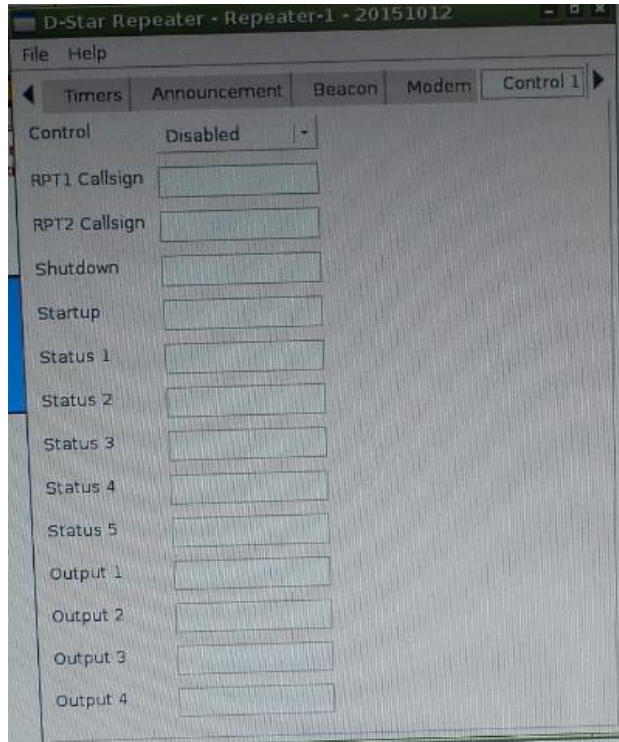 D-Star Repeater - Repeater-1 - 20151012
File Help
Timers Announcement Beacon Modem Control 1
Control Disabled
RPT1 Callsign
RPT2 Callsign
Shutdown
Startup
Status 1
Status 2
Status 3
Status 4
Status 5
Output 1
Output 2
Output 3
Output 4